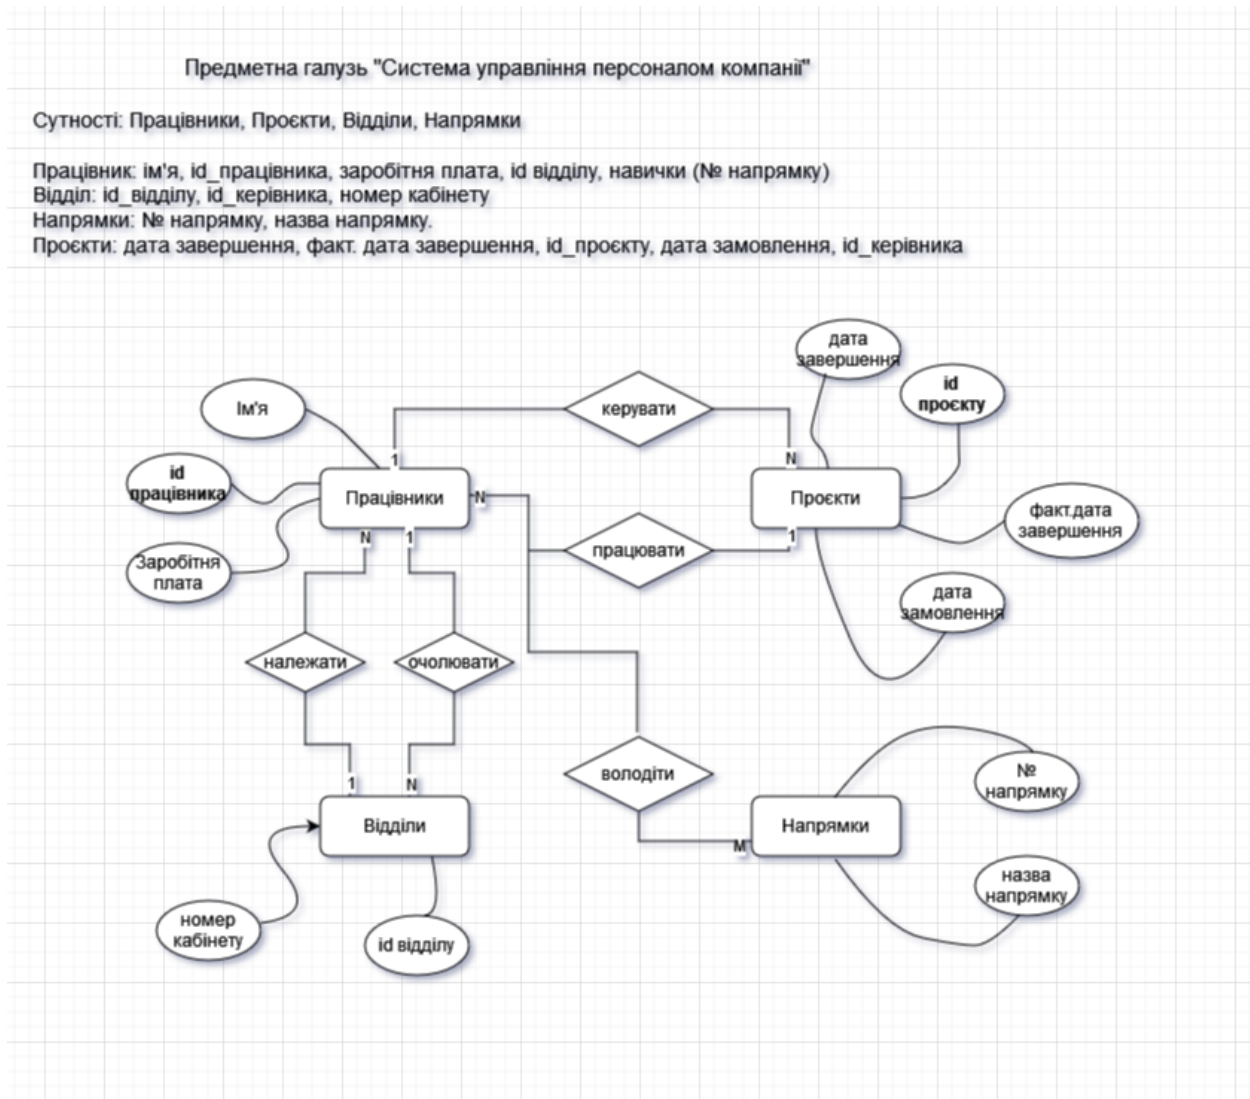 Предметна галузь "Система управління персоналом компанії"
Сутності: Працівники, Проєкти, Відділи, Напрямки
Працівник: ім'я, id_працівника, заробітня плата, id відділу, навички (№ напрямку)
Відділ: id_відділу, id_керівника, номер кабінету
Напрямки: № напрямку, назва напрямку.
Проєкти: дата завершення, факт. дата завершення, id_проєкту, дата замовлення, id_керівника
дата
завершення
id
проєкту
Ім'я
керувати
1
N
id
працівника
Працівники
N
Проєкти
факт.дата
завершення
N
1
1
працювати
Заробітня
плата
дата
замовлення
належати
очолювати
володіти
№
напрямку
1
N
Відділи
Напрямки
M
назва
напрямку
номер
кабінету
id відділу